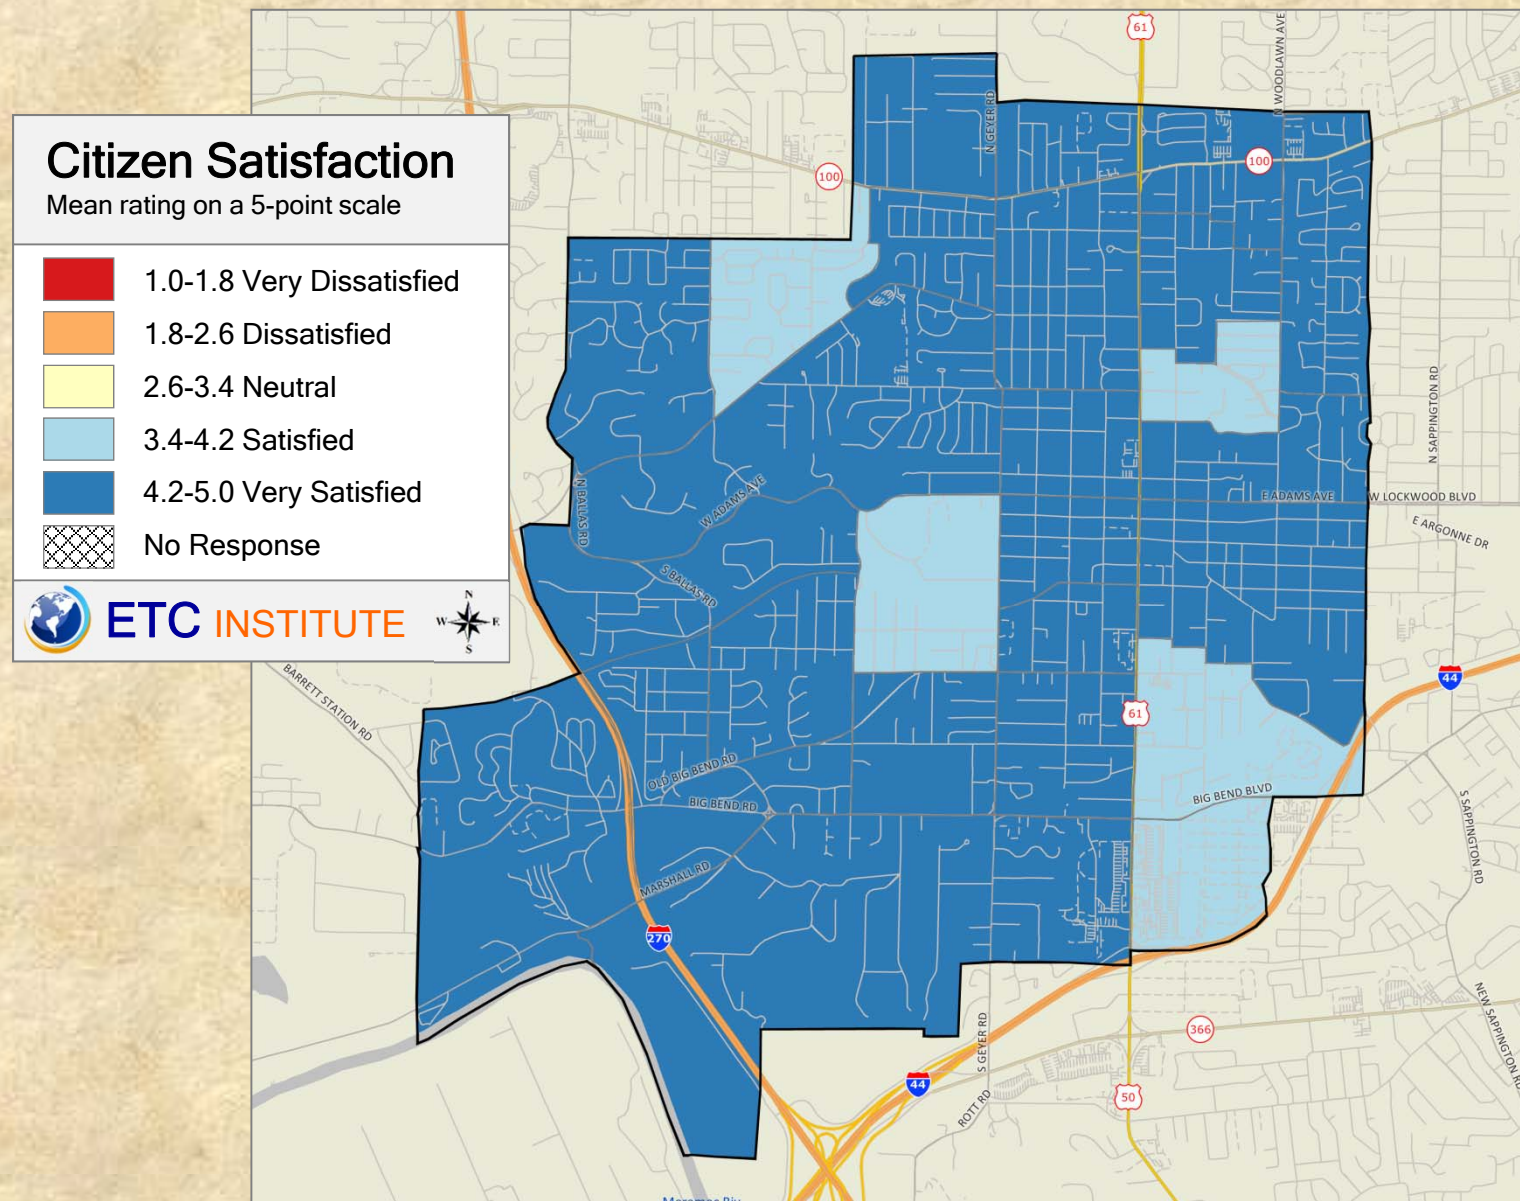 Citizen Satisfaction
Mean rating on a 5-point scale
1.0-1.8 Very Dissatisfied
1.8-2.6 Dissatisfied
2.6-3.4 Neutral
3.4-4.2 Satisfied
4.2-5.0 Very Satisfied
No Response
ETC INSTITUTE
N
W
E
S
61
N WOODLAWN AVE
N GEYER RD
100
100
N SAPPINGTON RD
N BALLAS RD
W ADAMS AVE
E ADAMS AVE
W LOCKWOOD BLVD
E ARGONNE DR
S BALLAS RD
BARRETT STATION RD
44
61
OLD BIG BEND RD
BIG BEND RD
BIG BEND BLVD
S SAPPINGTON RD
MARSHALL RD
270
NEW SAPPINGTON RD
S GEYER RD
366
44
50
ROTT RD